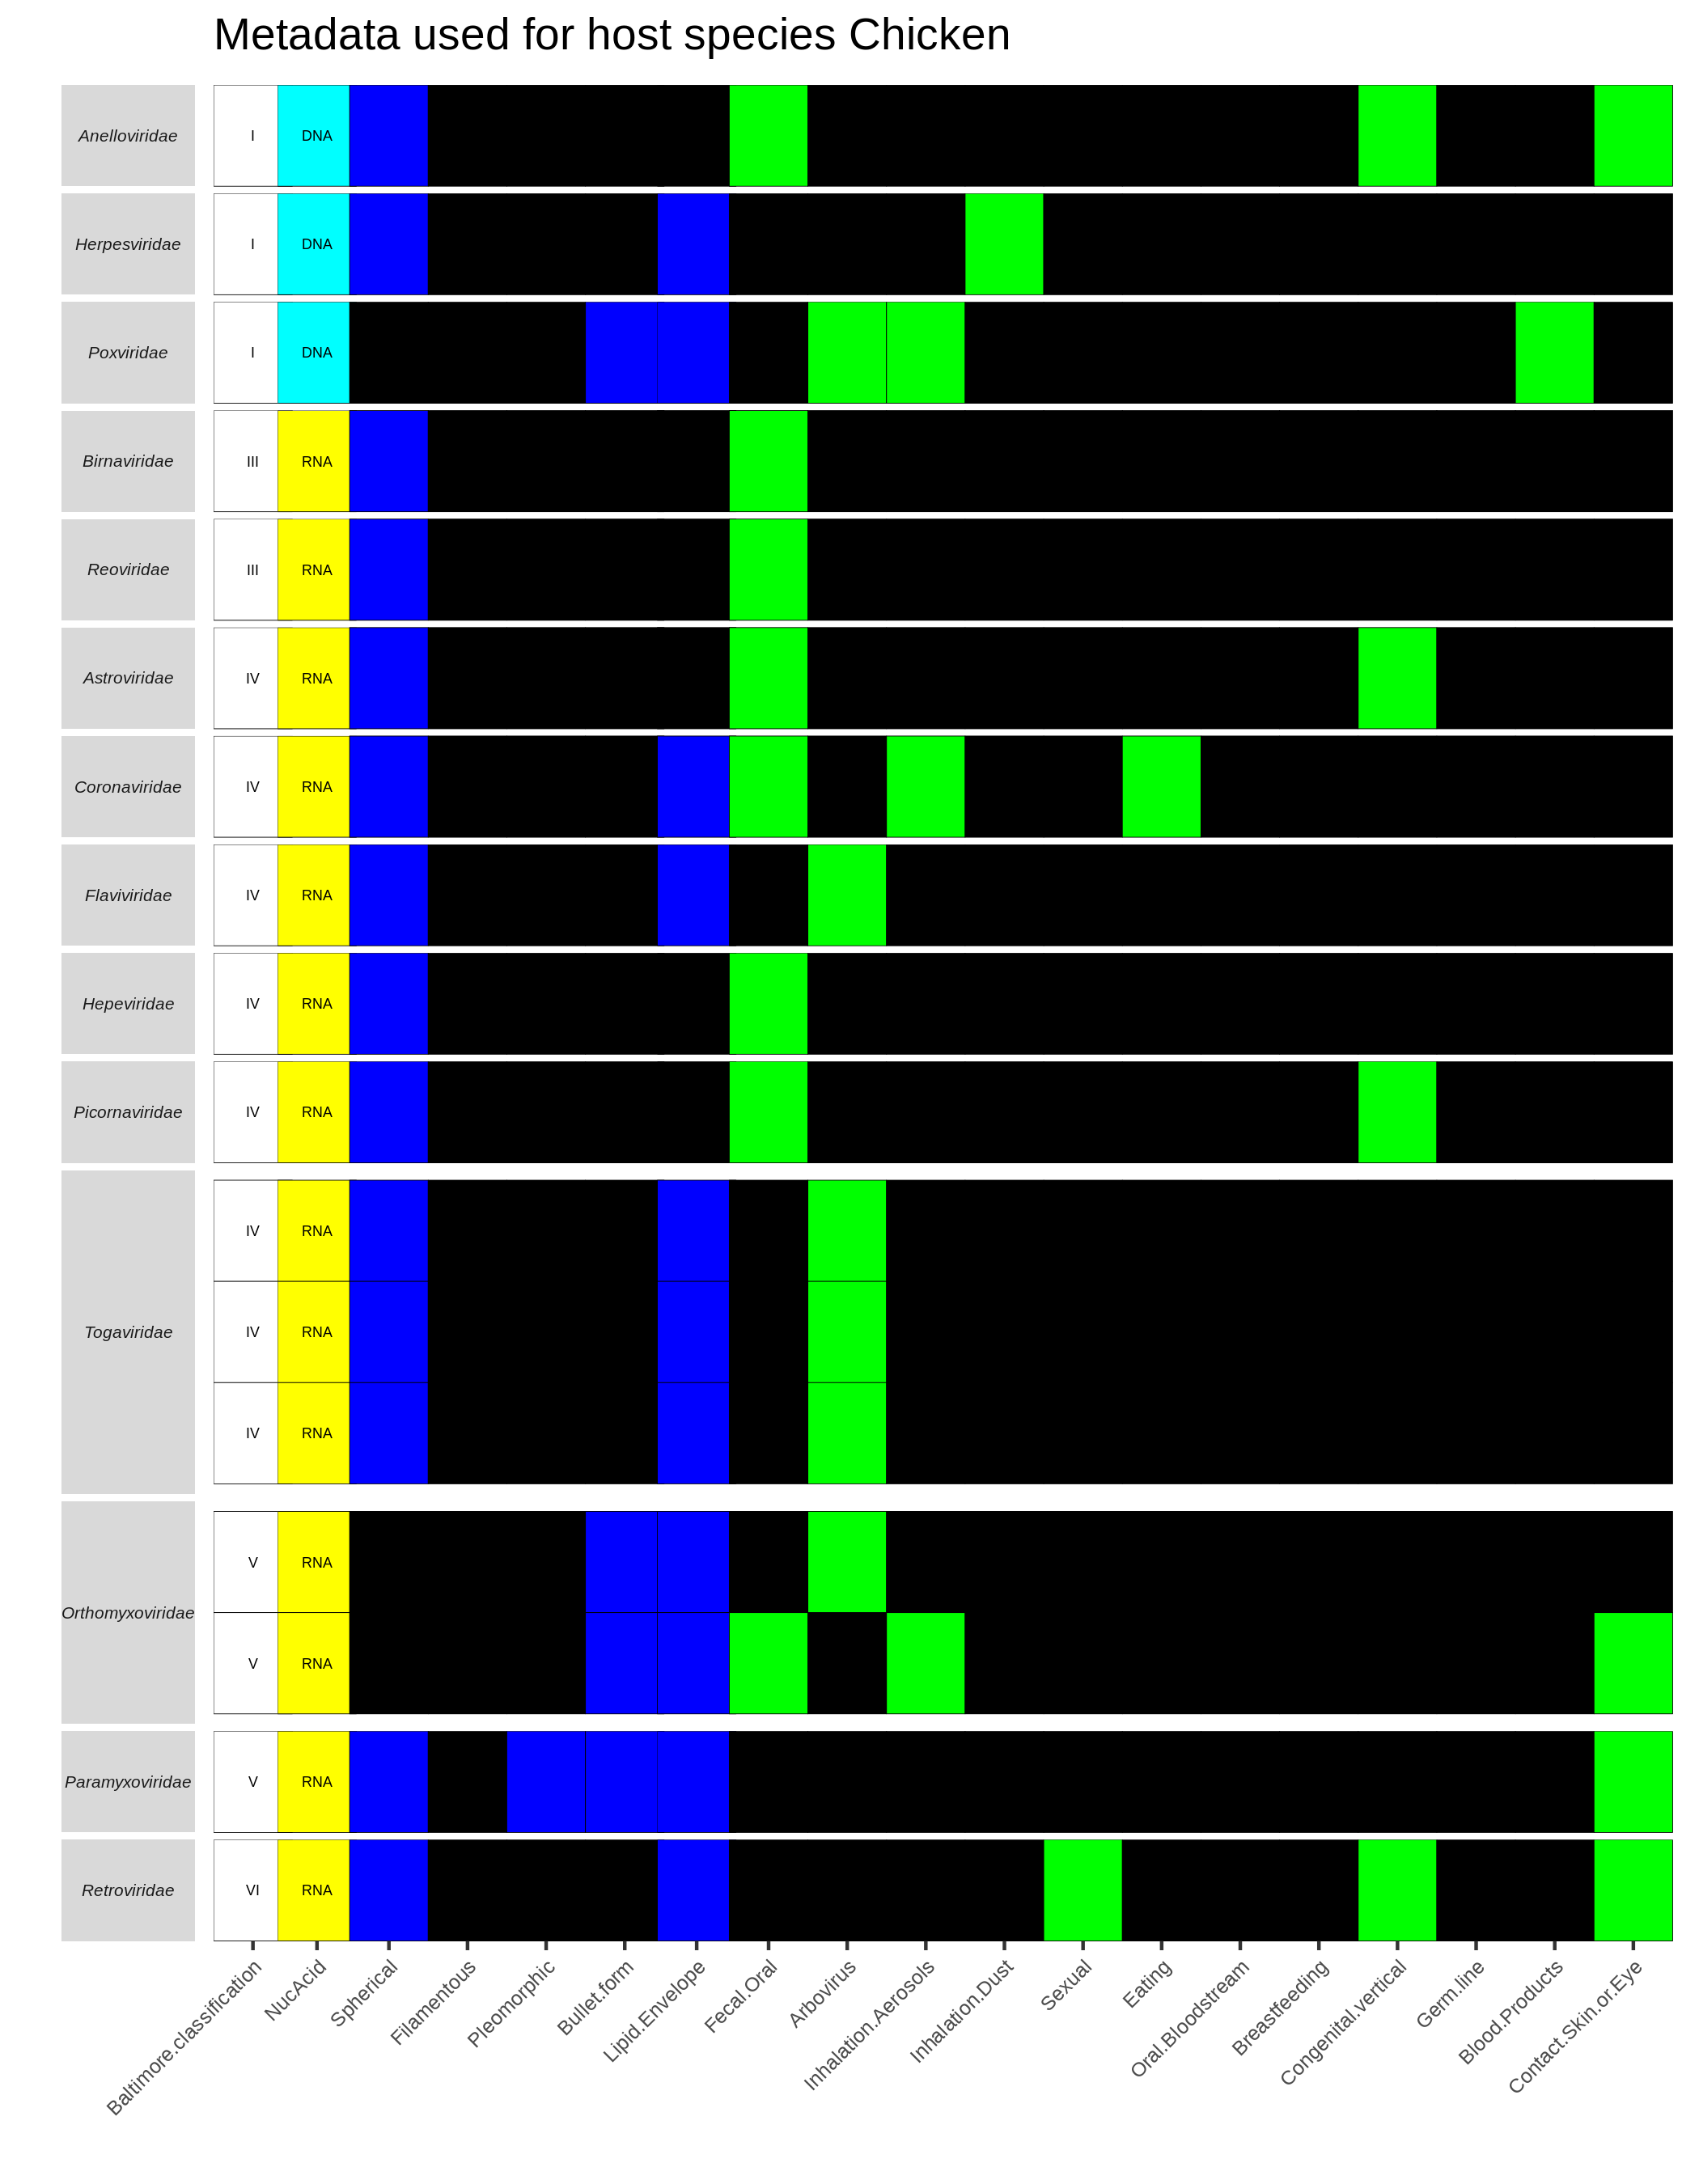 Metadata used for host species Chicken
Anelloviridae I DNA
Herpesviridae I DNA
Poxviridae I DNA
Birnaviridae III RNA
Reoviridae III RNA
Astroviridae IV RNA
Coronaviridae IV RNA
Flaviviridae IV RNA
Hepeviridae IV RNA
Picornaviridae IV RNA
IV RNA
Togaviridae IV RNA
IV RNA
V RNA
Orthomyxoviridae
V RNA
Paramyxoviridae V RNA
Retroviridae VI RNA
Baltimore.classification
NucAcid
Spherical
Filamentous
Pleomorphic
Bullet.form
Lipid.Envelope
Fecal.Oral
Arbovirus
Inhalation.Aerosols
Inhalation.Dust
Sexual
Eating
Oral.Bloodstream
Breastfeeding
Congenital.vertical
Germ.line
Blood.Products
Contact.Skin.or.Eye